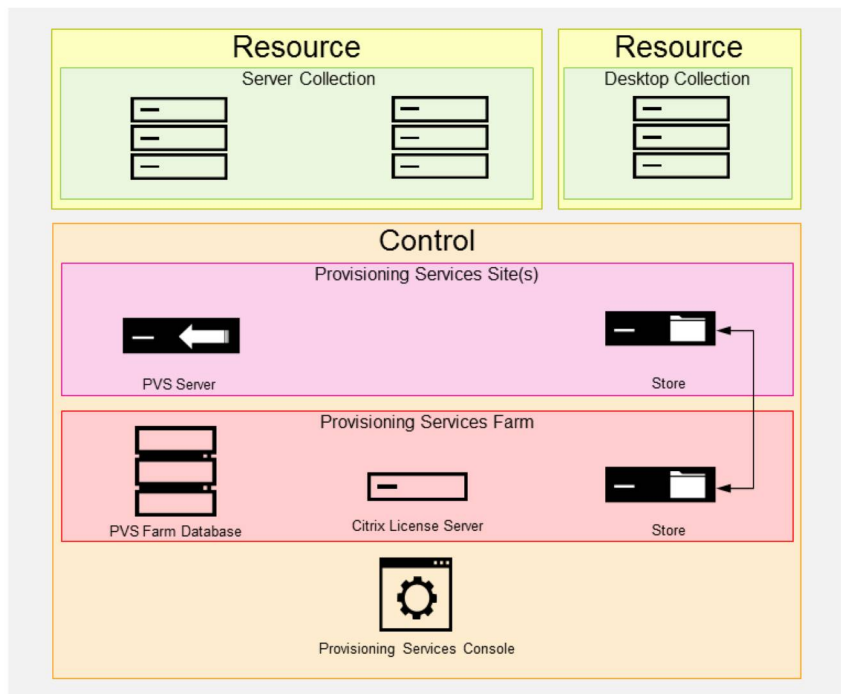 Resource
Server Collection
Resource
Desktop Collection
Control
Provisioning Services Site(s)
PVS Server
Store
Provisioning Services Farm
PVS Farm Database
Citrix License Server
Store
Provisioning Services Console